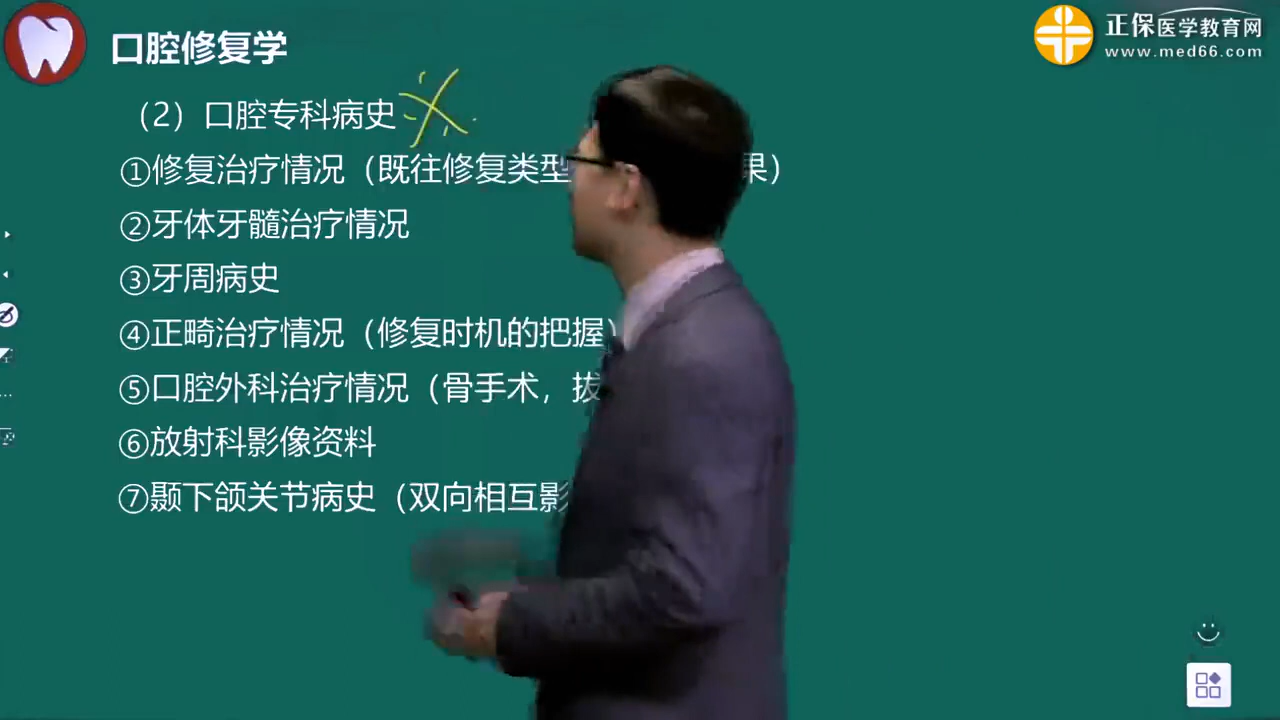 口腔修复学
正保医学教育网
www.med66.com
（2）口腔专科病史
①修复治疗情况（既往修复类型 果）
②牙体牙髓治疗情况
③牙周病史
④正畸治疗情况（修复时机的把握）
⑤口腔外科治疗情况（骨手术，拔
⑥放射科影像资料
⑦颞下颌关节病史（双向相互影